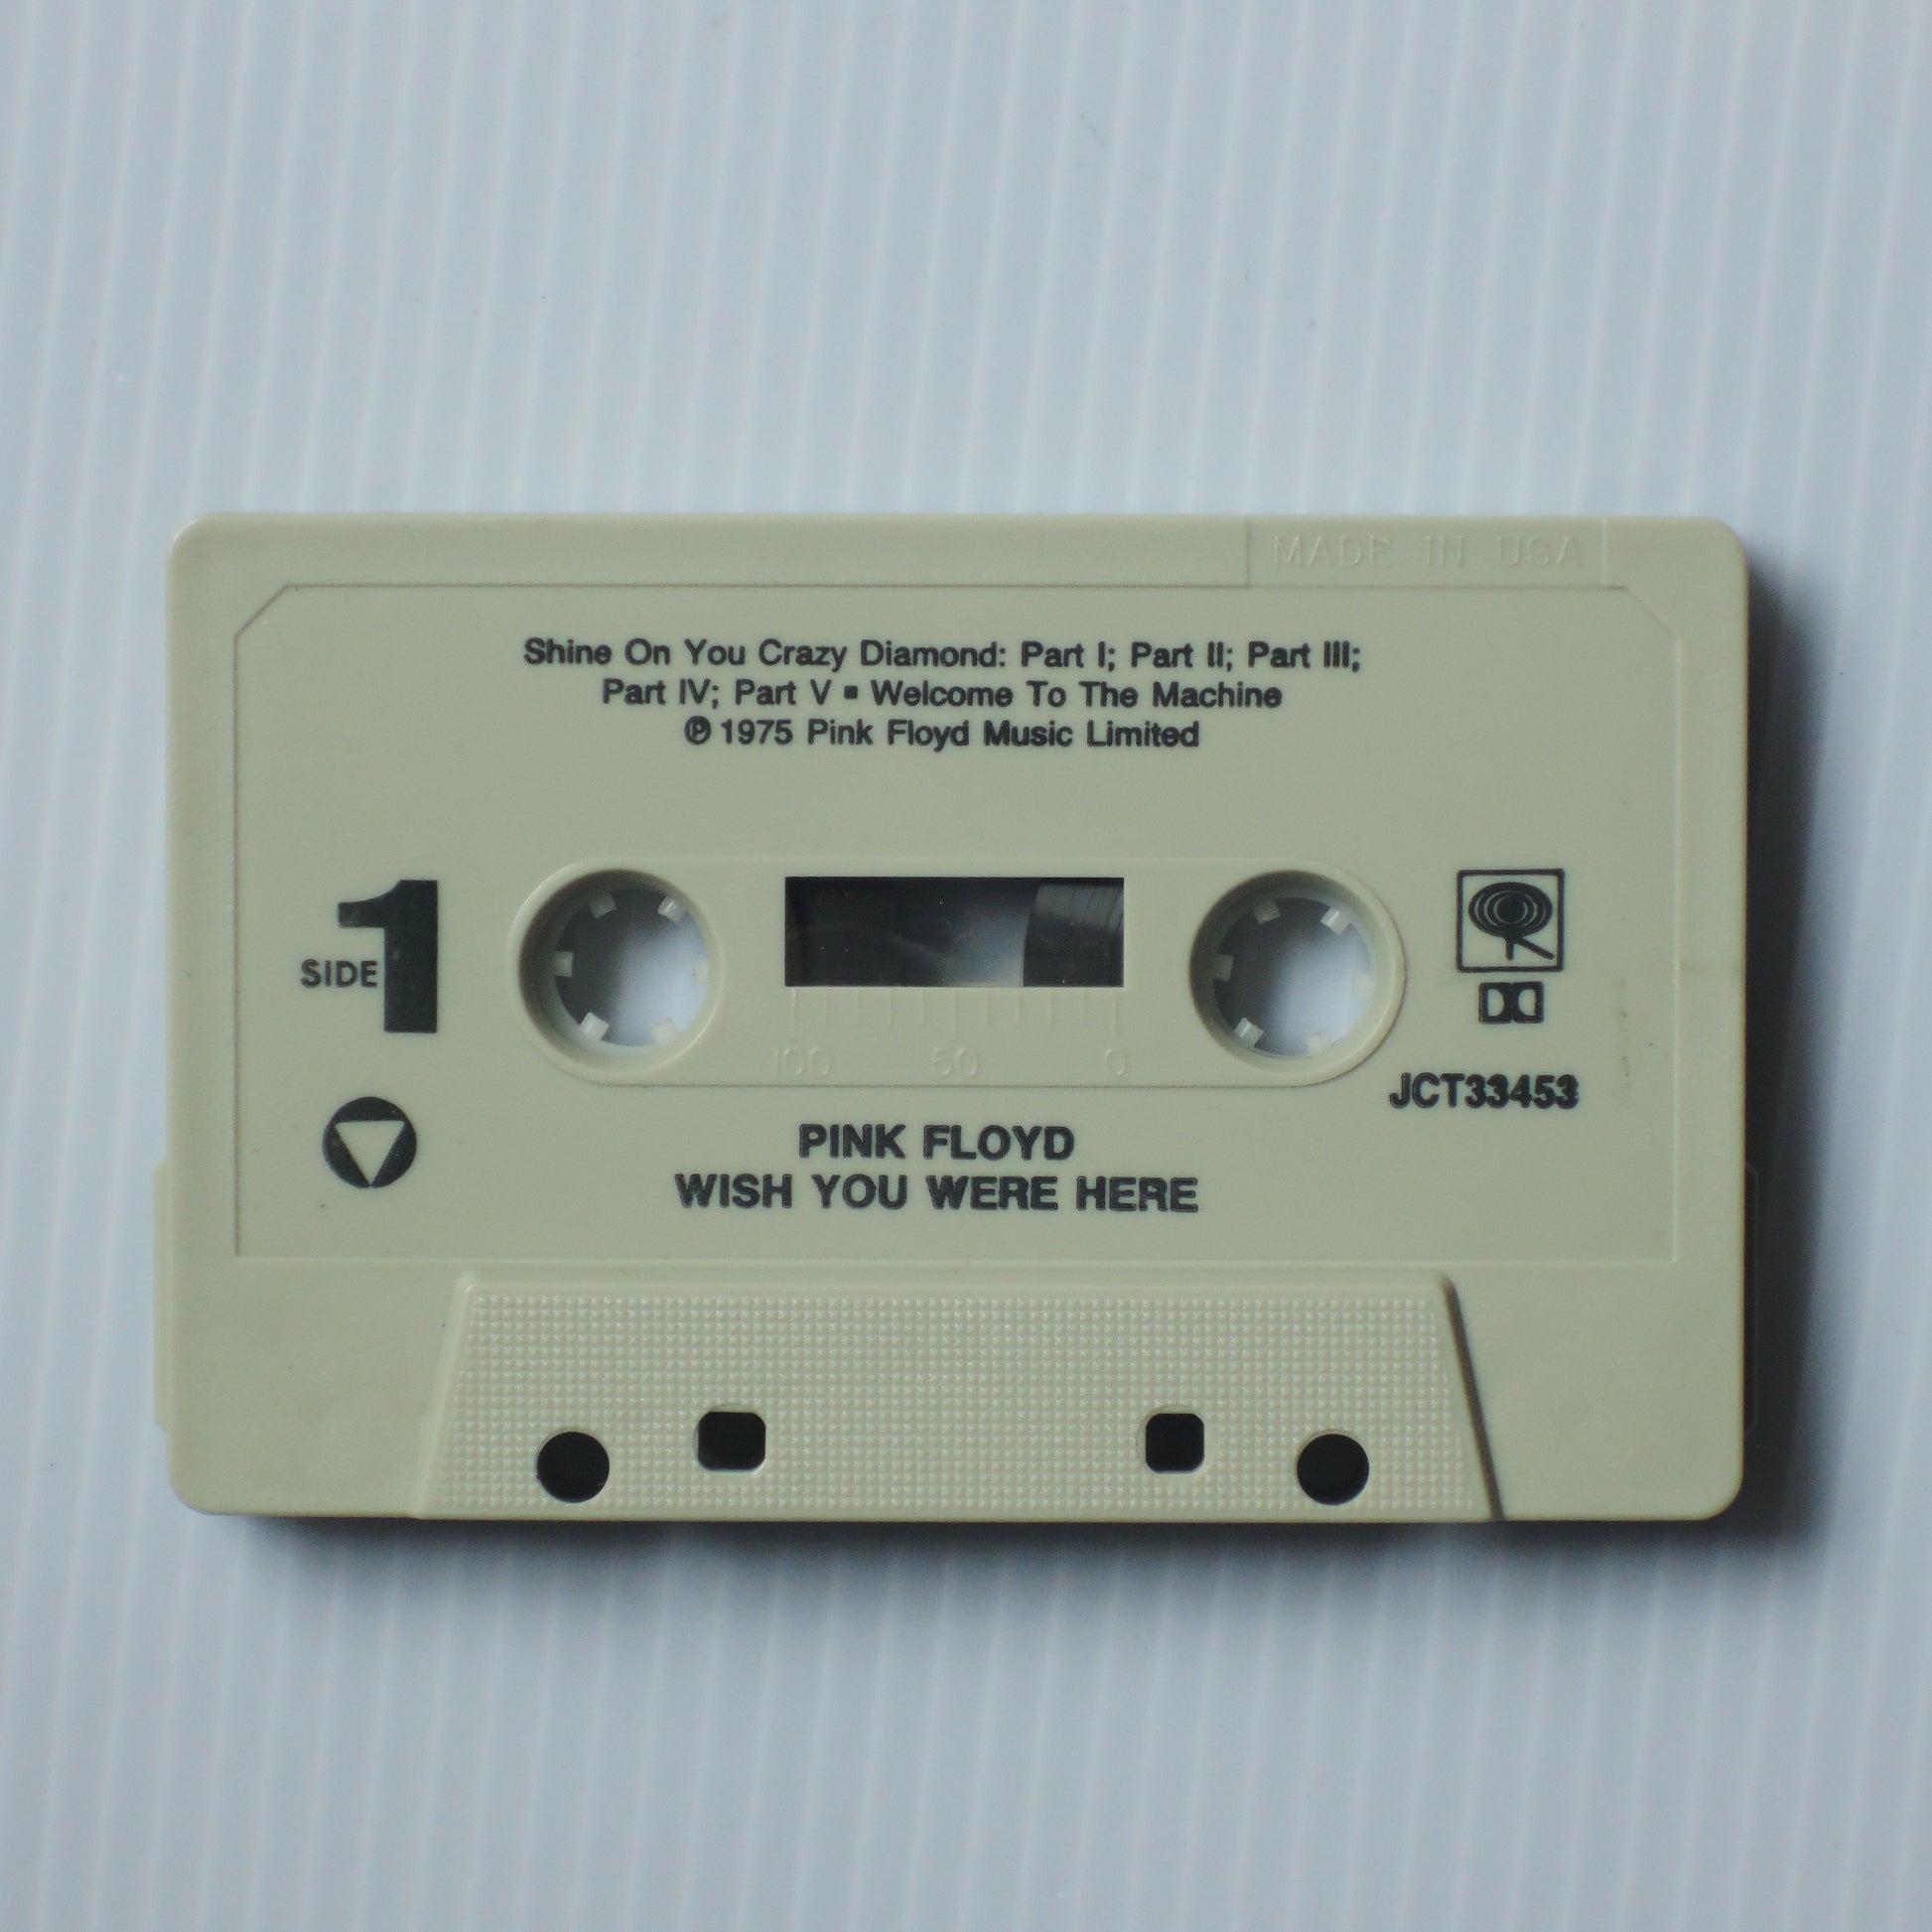 MADE IN USA
Shine On You Crazy Diamond: Part I; Part II; Part III;
Part IV; Part V ▪ Welcome To The Machine
℗ 1975 Pink Floyd Music Limited
SIDE 1
100 50 0
JCT33453
PINK FLOYD
WISH YOU WERE HERE